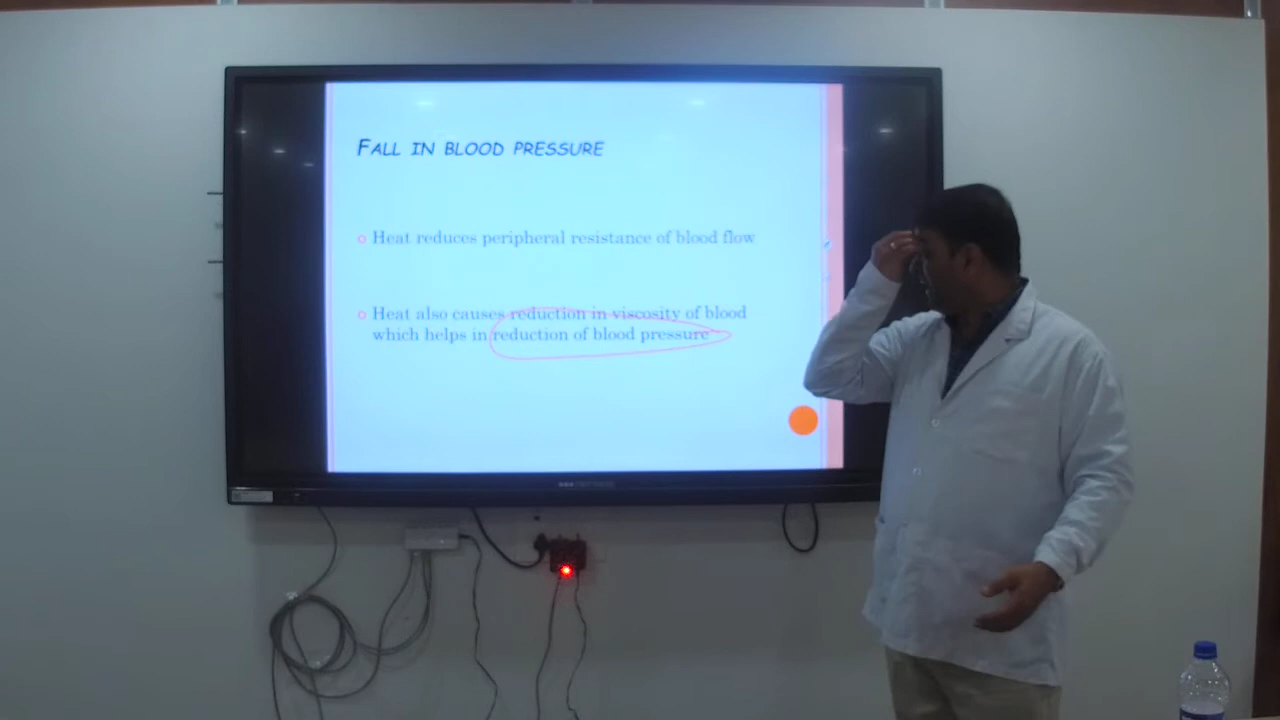 FALL IN BLOOD PRESSURE
Heat reduces peripheral resistance of blood flow
Heat also causes reduction in viscosity of blood
which helps in reduction of blood pressure